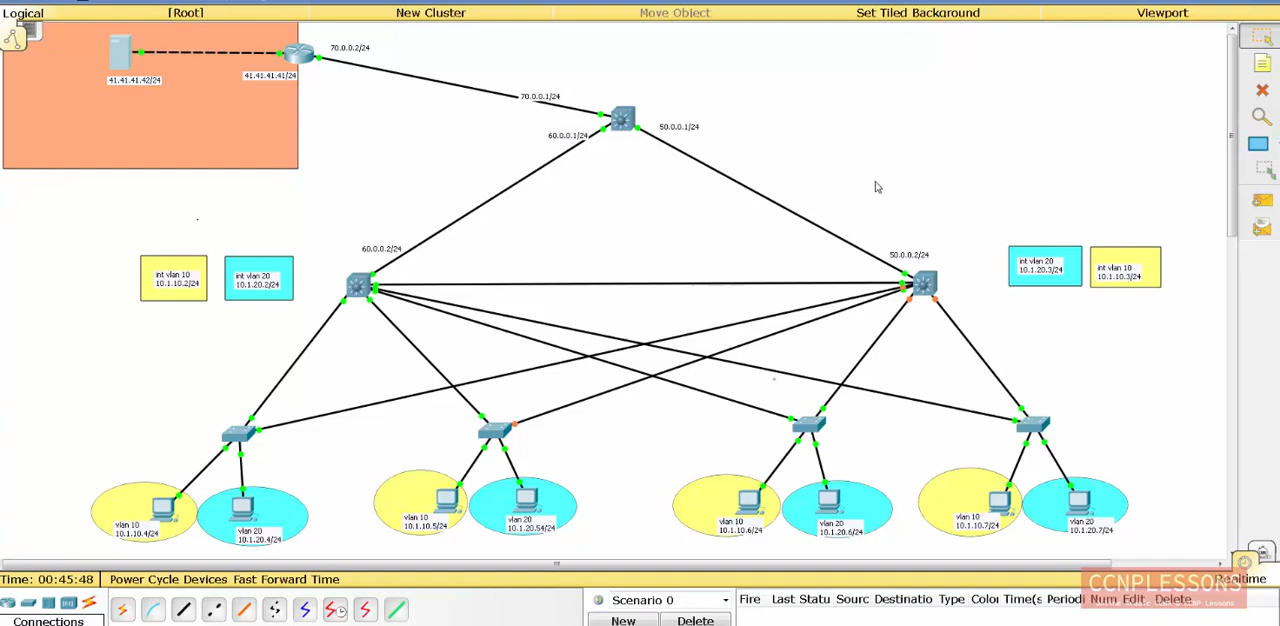 Logical
[Root]
New Cluster
Move Object
Set Tiled Background
Viewport
70.0.0.2/24
41.41.41.42/24
41.41.41.41/24
70.0.0.1/24
60.0.0.1/24
50.0.0.1/24
60.0.0.2/24
50.0.0.2/24
int vlan 10
10.1.10.2/24
int vlan 20
10.1.20.2/24
int vlan 20
10.1.20.3/24
int vlan 10
10.1.10.3/24
vlan 10
10.1.10.4/24
vlan 20
10.1.20.4/24
vlan 10
10.1.10.5/24
vlan 20
10.1.20.54/24
vlan 10
10.1.10.6/24
vlan 20
10.1.20.6/24
vlan 10
10.1.10.7/24
vlan 20
10.1.20.7/24
Time: 00:45:48
Power Cycle Devices Fast Forward Time
Realtime
CCNPLESSONS
Connections
Scenario 0
New
Delete
Fire Last Statu Sourc Destinatio Type Coloi Time(s Periodi Num Edit Delete